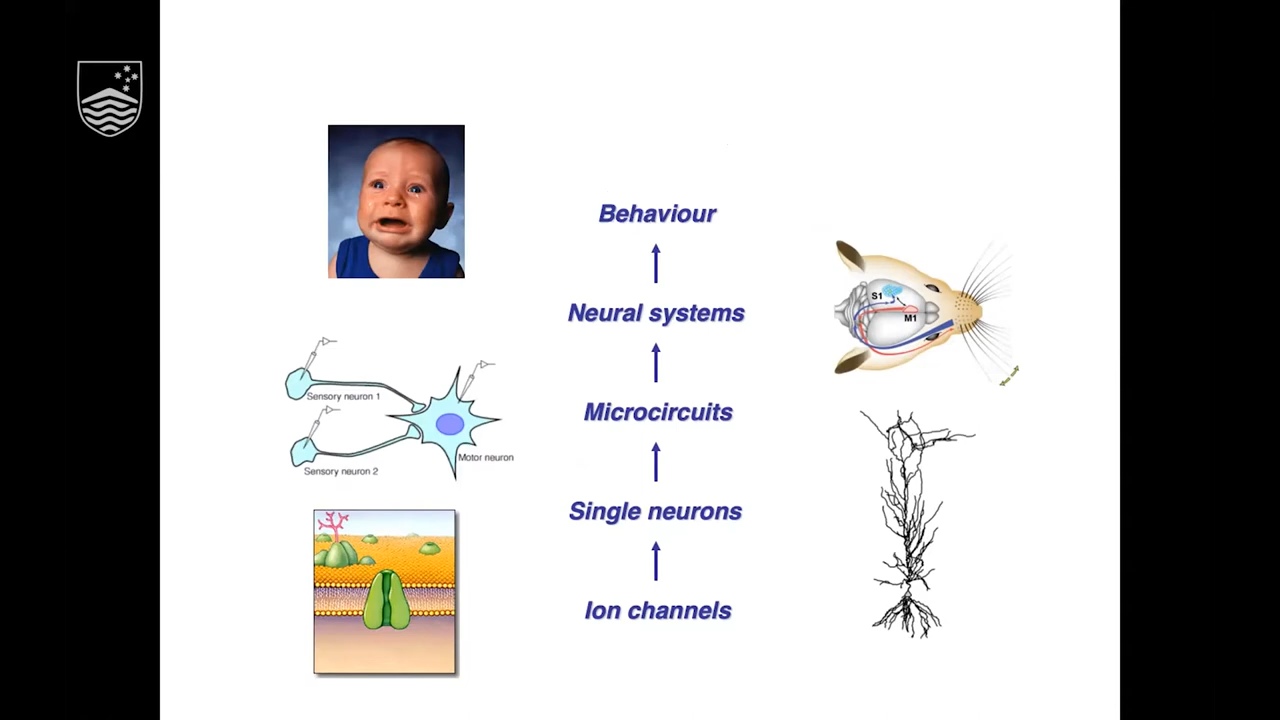 Behaviour
Neural systems
S1
M1
Sensory neuron 1
Microcircuits
Sensory neuron 2
Motor neuron
Single neurons
Ion channels